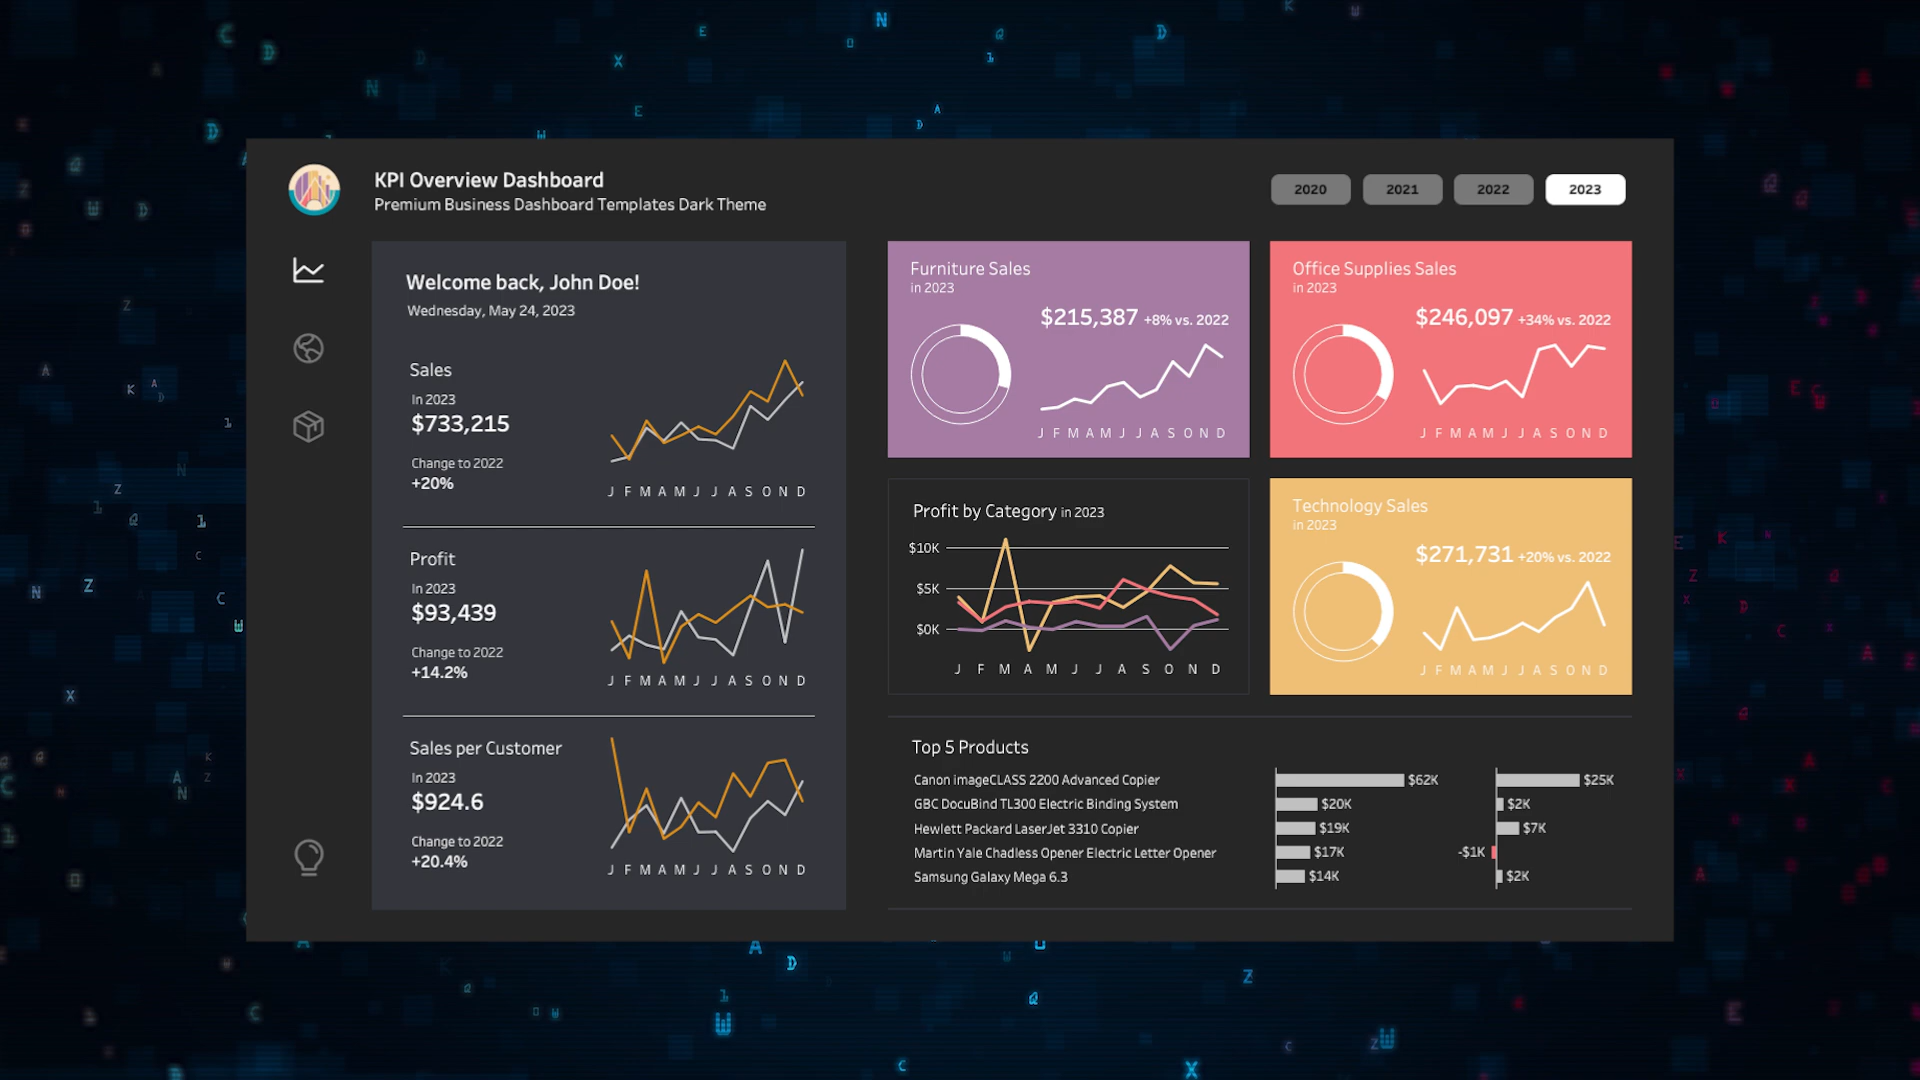 KPI Overview Dashboard
Premium Business Dashboard Templates Dark Theme
2020 2021 2022 2023
Welcome back, John Doe!
Wednesday, May 24, 2023
Sales
In 2023
$733,215
Change to 2022
+20%
J F M A M J J A S O N D
Profit
In 2023
$93,439
Change to 2022
+14.2%
J F M A M J J A S O N D
Sales per Customer
In 2023
$924.6
Change to 2022
+20.4%
J F M A M J J A S O N D
Furniture Sales
in 2023
$215,387 +8% vs. 2022
J F M A M J J A S O N D
Office Supplies Sales
in 2023
$246,097 +34% vs. 2022
J F M A M J J A S O N D
Profit by Category in 2023
$10K
$5K
$0K
J F M A M J J A S O N D
Technology Sales
in 2023
$271,731 +20% vs. 2022
J F M A M J J A S O N D
Top 5 Products
Canon imageCLASS 2200 Advanced Copier $62K $25K
GBC DocuBind TL300 Electric Binding System $20K $2K
Hewlett Packard LaserJet 3310 Copier $19K $7K
Martin Yale Chadless Opener Electric Letter Opener $17K -$1K
Samsung Galaxy Mega 6.3 $14K $2K